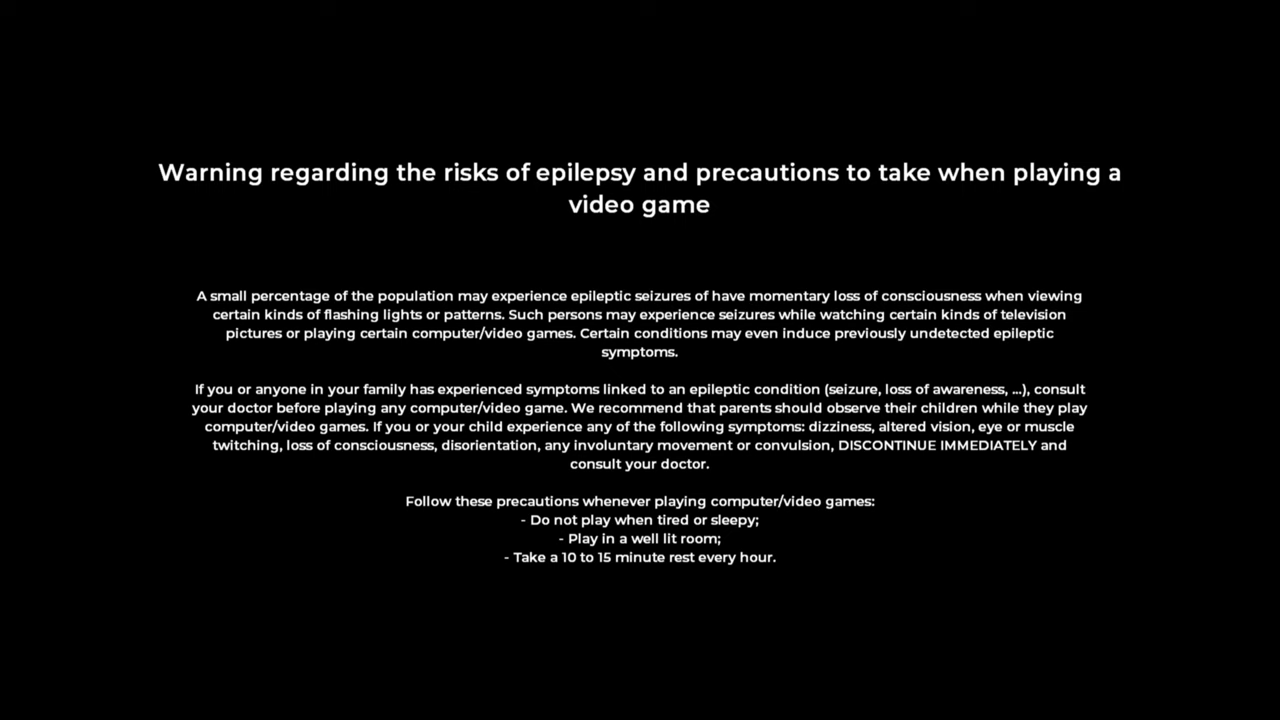 Warning regarding the risks of epilepsy and precautions to take when playing a
video game
A small percentage of the population may experience epileptic seizures of have momentary loss of consciousness when viewing
certain kinds of flashing lights or patterns. Such persons may experience seizures while watching certain kinds of television
pictures or playing certain computer/video games. Certain conditions may even induce previously undetected epileptic
symptoms.
If you or anyone in your family has experienced symptoms linked to an epileptic condition (seizure, loss of awareness, ...), consult
your doctor before playing any computer/video game. We recommend that parents should observe their children while they play
computer/video games. If you or your child experience any of the following symptoms: dizziness, altered vision, eye or muscle
twitching, loss of consciousness, disorientation, any involuntary movement or convulsion, DISCONTINUE IMMEDIATELY and
consult your doctor.
Follow these precautions whenever playing computer/video games:
- Do not play when tired or sleepy;
- Play in a well lit room;
- Take a 10 to 15 minute rest every hour.